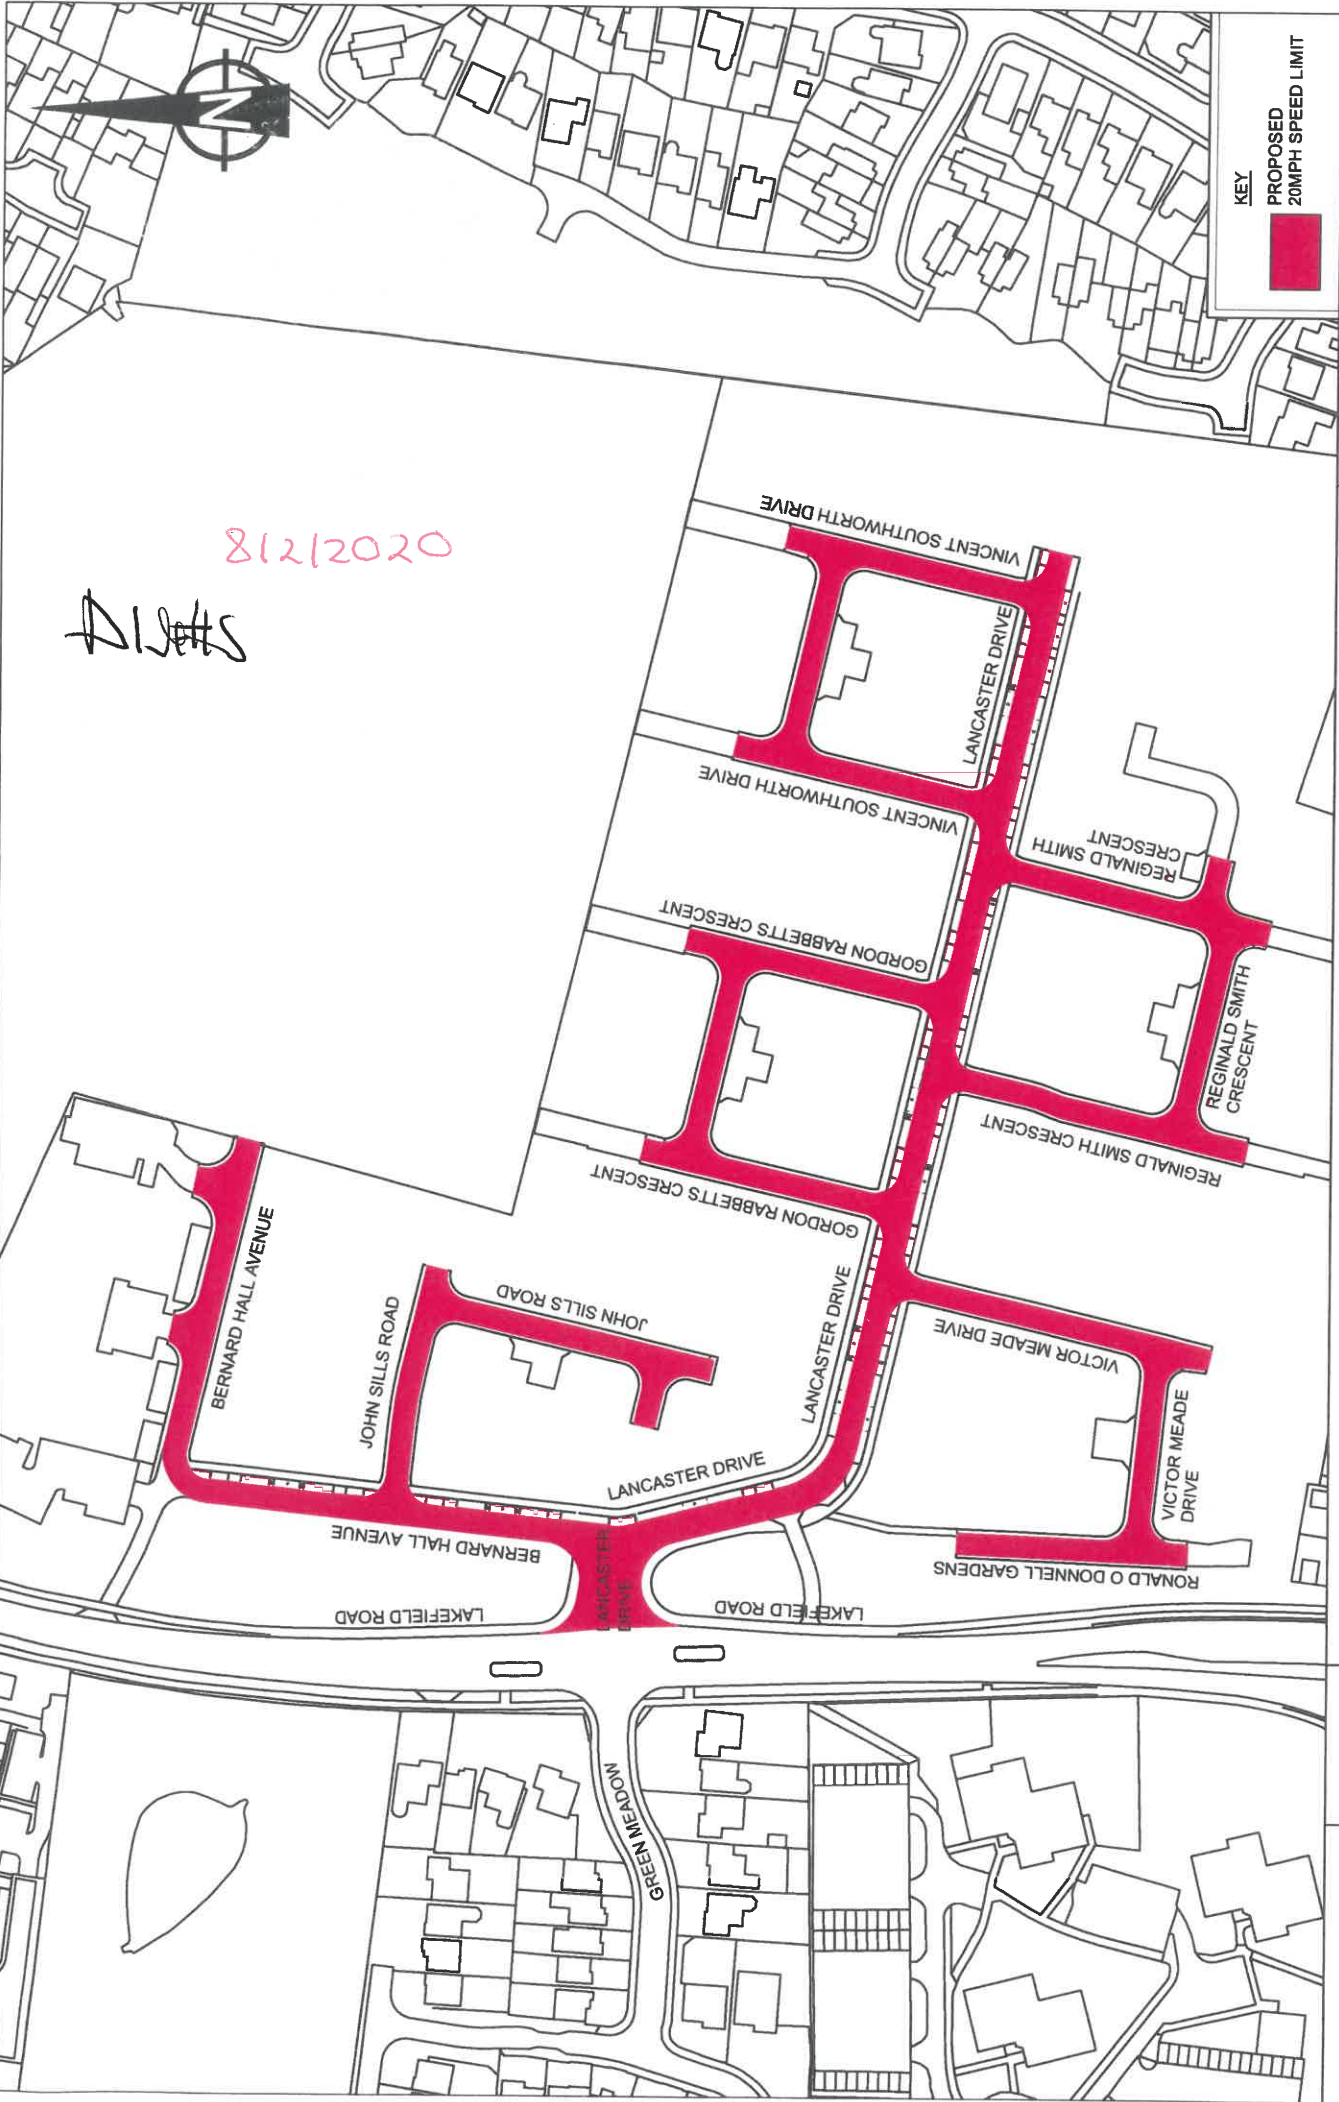 N
KEY
PROPOSED
20MPH SPEED LIMIT
8/2/2020
VINCENT SOUTHWORTH DRIVE
LANCASTER DRIVE
VINCENT SOUTHWORTH DRIVE
REGINALD SMITH
CRESCENT
GORDON RABBETTS CRESCENT
REGINALD SMITH
CRESCENT
GORDON RABBETTS CRESCENT
REGINALD SMITH CRESCENT
BERNARD HALL AVENUE
JOHN SILLS ROAD
JOHN SILLS ROAD
LANCASTER DRIVE
VICTOR MEADE DRIVE
LANCASTER DRIVE
VICTOR MEADE
DRIVE
BERNARD HALL AVENUE
LANCASTER
DRIVE
RONALD O DONNELL GARDENS
LAKEFIELD ROAD
LAKEFIELD ROAD
GREEN MEADOW